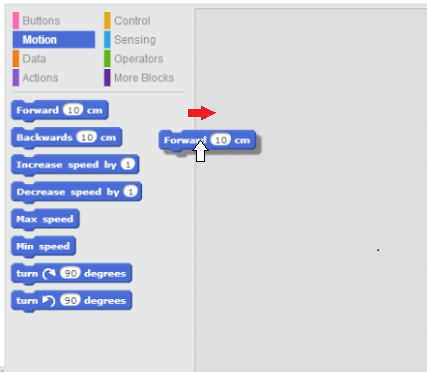 Buttons Control
Motion Sensing
Data Operators
Actions More Blocks
Forward 10 cm
Backwards 10 cm
Forward 10 cm
Increase speed by 1
Decrease speed by 1
Max speed
Min speed
turn 90 degrees
turn 90 degrees